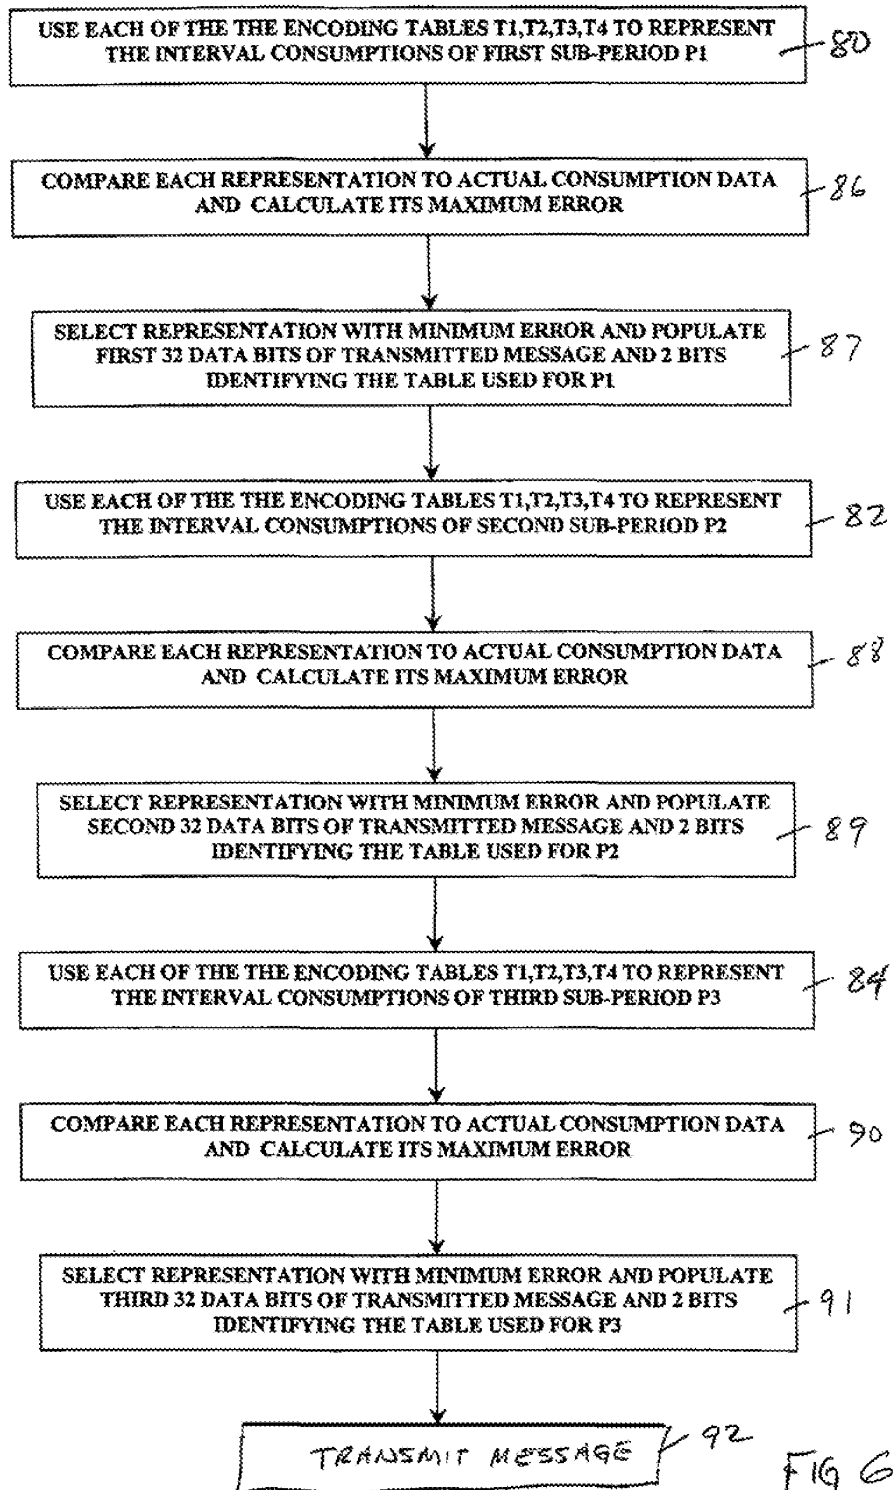 USE EACH OF THE THE ENCODING TABLES T1,T2,T3,T4 TO REPRESENT
THE INTERVAL CONSUMPTIONS OF FIRST SUB-PERIOD P1
80
COMPARE EACH REPRESENTATION TO ACTUAL CONSUMPTION DATA
AND CALCULATE ITS MAXIMUM ERROR
86
SELECT REPRESENTATION WITH MINIMUM ERROR AND POPULATE
FIRST 32 DATA BITS OF TRANSMITTED MESSAGE AND 2 BITS
IDENTIFYING THE TABLE USED FOR P1
87
USE EACH OF THE THE ENCODING TABLES T1,T2,T3,T4 TO REPRESENT
THE INTERVAL CONSUMPTIONS OF SECOND SUB-PERIOD P2
82
COMPARE EACH REPRESENTATION TO ACTUAL CONSUMPTION DATA
AND CALCULATE ITS MAXIMUM ERROR
88
SELECT REPRESENTATION WITH MINIMUM ERROR AND POPULATE
SECOND 32 DATA BITS OF TRANSMITTED MESSAGE AND 2 BITS
IDENTIFYING THE TABLE USED FOR P2
89
USE EACH OF THE THE ENCODING TABLES T1,T2,T3,T4 TO REPRESENT
THE INTERVAL CONSUMPTIONS OF THIRD SUB-PERIOD P3
84
COMPARE EACH REPRESENTATION TO ACTUAL CONSUMPTION DATA
AND CALCULATE ITS MAXIMUM ERROR
90
SELECT REPRESENTATION WITH MINIMUM ERROR AND POPULATE
THIRD 32 DATA BITS OF TRANSMITTED MESSAGE AND 2 BITS
IDENTIFYING THE TABLE USED FOR P3
91
TRANSMIT MESSAGE
92
FIG 6